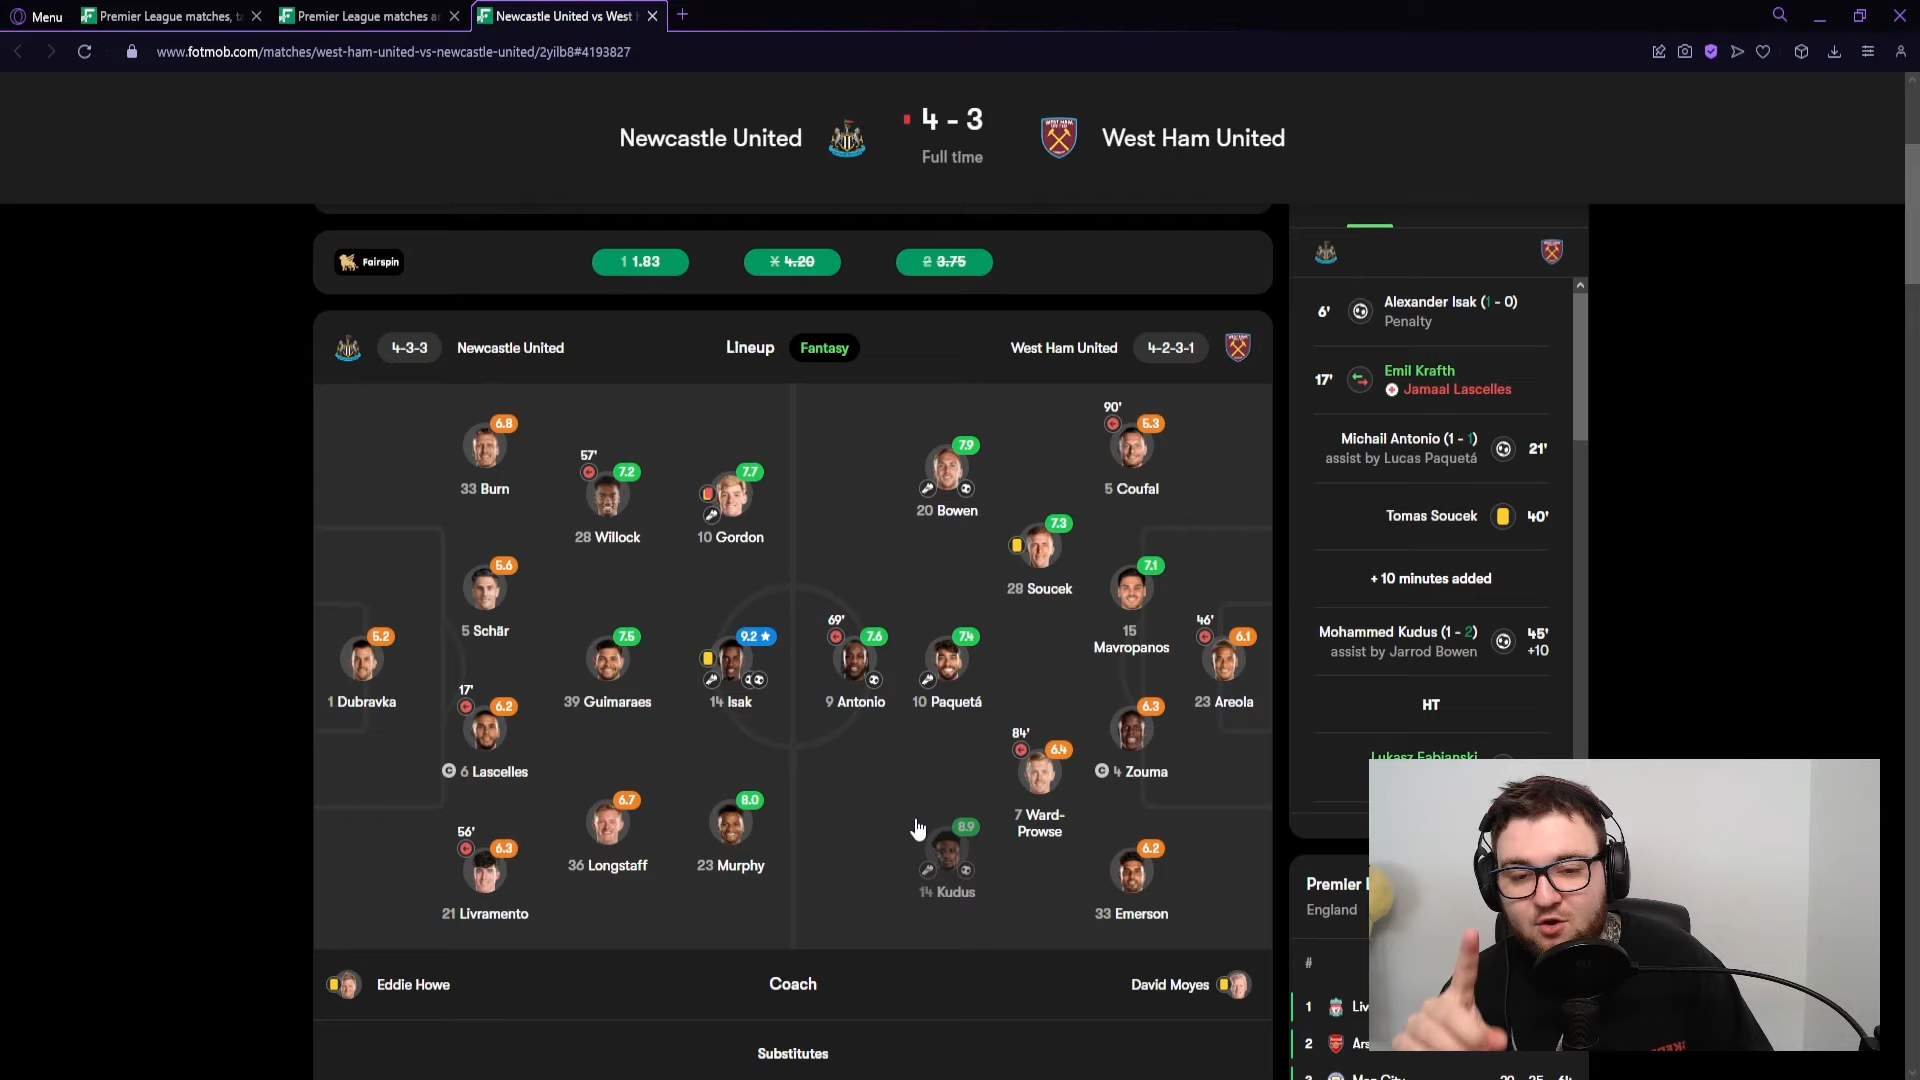 Menu
Premier League matches, t
Premier League matches a
Newcastle United vs West H
www.fotmob.com/matches/west-ham-united-vs-newcastle-united/2yilb8#4193827
Newcastle United
4 - 3
Full time
West Ham United
Fairspin
1 1.83
X 4.20
2 3.75
4-3-3
Newcastle United
Lineup
Fantasy
West Ham United
4-2-3-1
6.8
33 Burn
57'
7.2
28 Willock
7.7
10 Gordon
7.9
20 Bowen
90'
5.3
5 Coufal
5.6
5 Schär
7.3
28 Soucek
7.1
15
Mavropanos
5.2
1 Dubravka
7.5
39 Guimaraes
9.2
14 Isak
69'
7.6
9 Antonio
7.4
10 Paquetá
46'
6.1
23 Areola
17'
6.2
C 6 Lascelles
84'
6.4
7 Ward-
Prowse
6.3
C 4 Zouma
56'
6.3
21 Livramento
6.7
36 Longstaff
8.0
23 Murphy
8.9
14 Kudus
6.2
33 Emerson
Eddie Howe
Coach
David Moyes
Substitutes
6'
Alexander Isak (1 - 0)
Penalty
17'
Emil Krafth
Jamaal Lascelles
Michail Antonio (1 - 1)
assist by Lucas Paquetá
21'
Tomas Soucek
40'
+ 10 minutes added
Mohammed Kudus (1 - 2)
assist by Jarrod Bowen
45'
+10
HT
Lukasz Fabianski
Premier
England
#
1 Liv
2 Ars
3 Man City